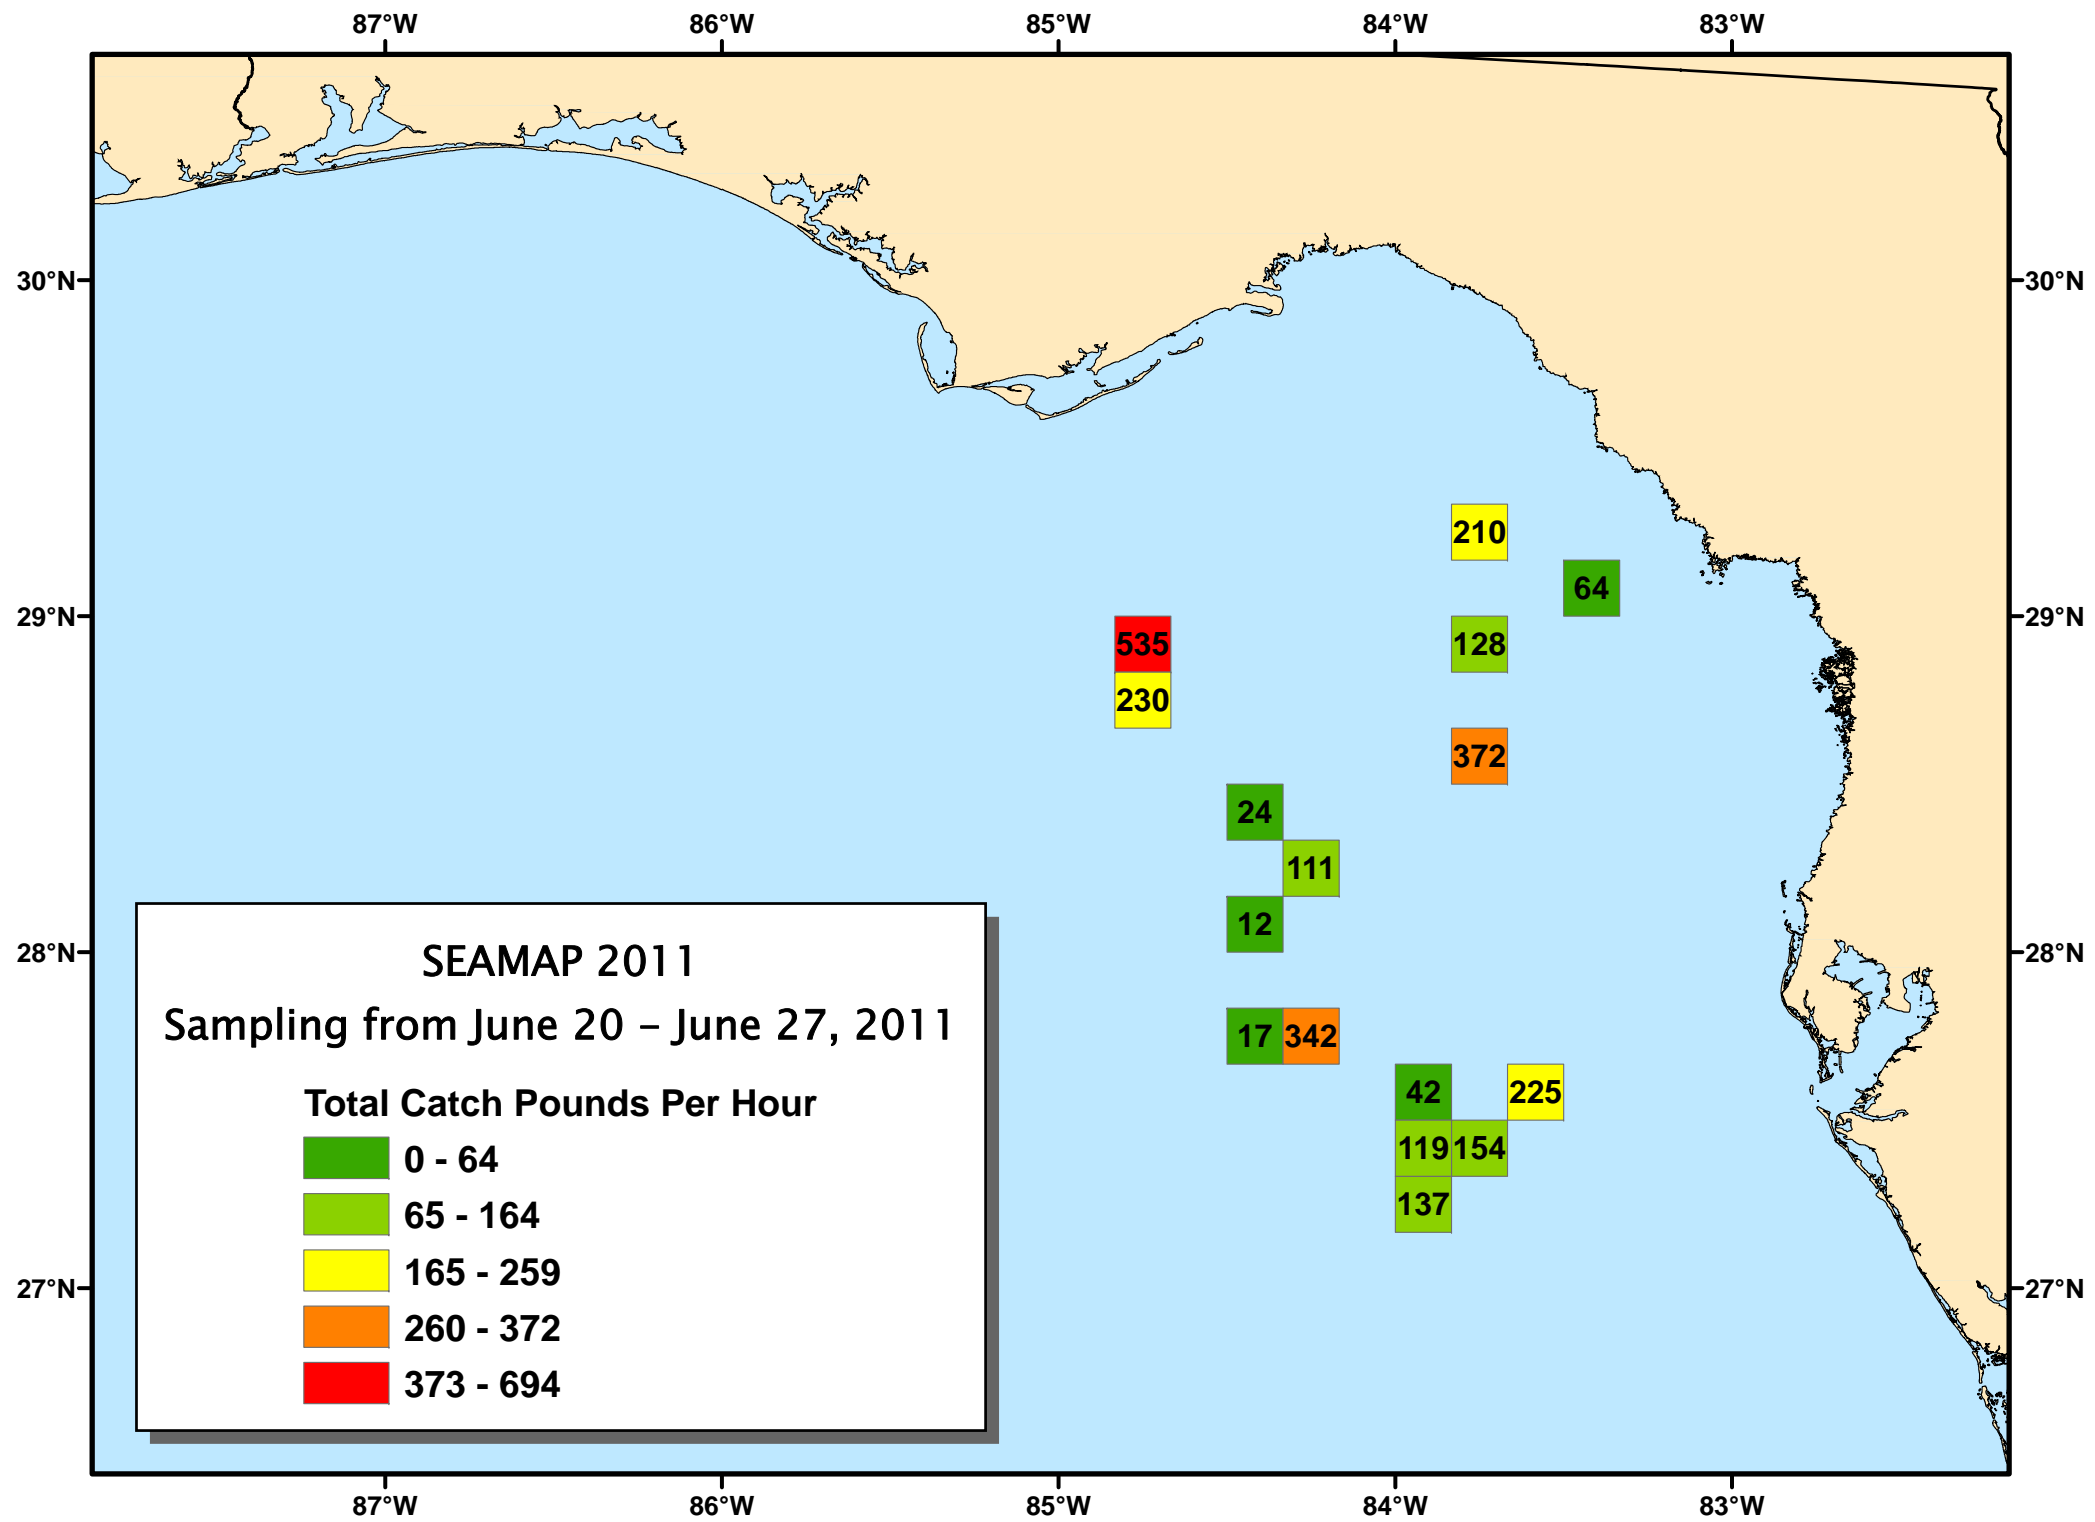 87°W 86°W 85°W 84°W 83°W
30°N 30°N
210
64
29°N 29°N
535 128
230
372
24
111
12
28°N 28°N
SEAMAP 2011
Sampling from June 20 - June 27, 2011
17 342
42 225
Total Catch Pounds Per Hour
119 154
0 - 64
137
65 - 164
165 - 259
27°N 27°N
260 - 372
373 - 694
87°W 86°W 85°W 84°W 83°W